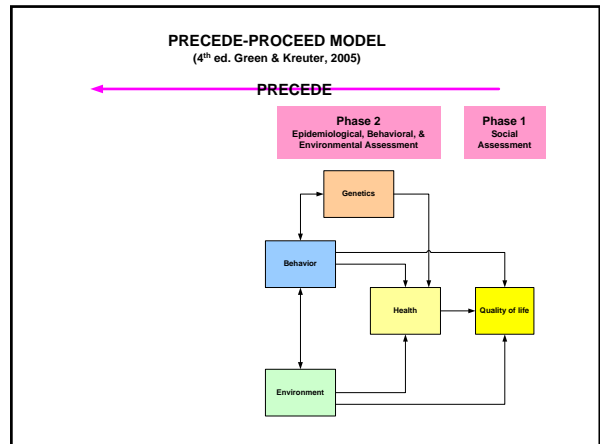 PRECEDE-PROCEED MODEL
(4th ed. Green & Kreuter, 2005)
PRECEDE
Phase 2
Epidemiological, Behavioral, &
Environmental Assessment
Phase 1
Social
Assessment
Genetics
Behavior
Health
Quality of life
Environment